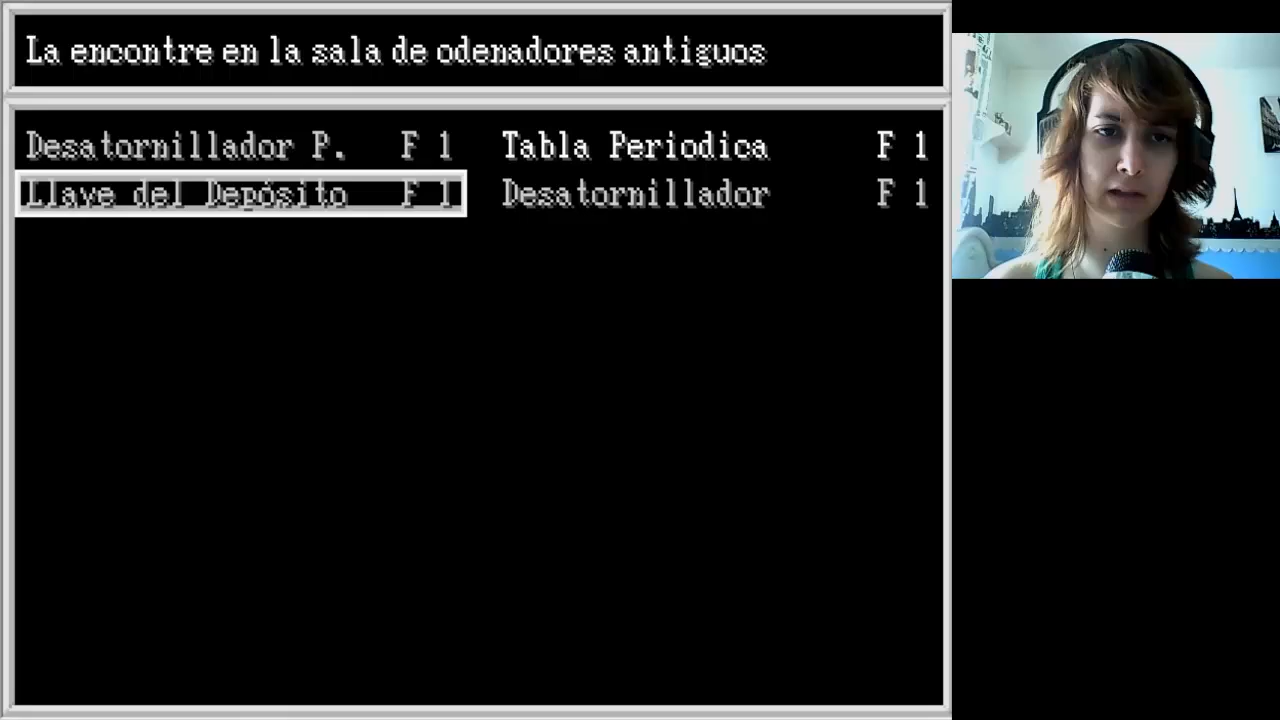 La encontre en la sala de odenadores antiguos
Desatornillador P. F 1 Tabla Periodica F 1
Llave del Depósito F 1 Desatornillador F 1